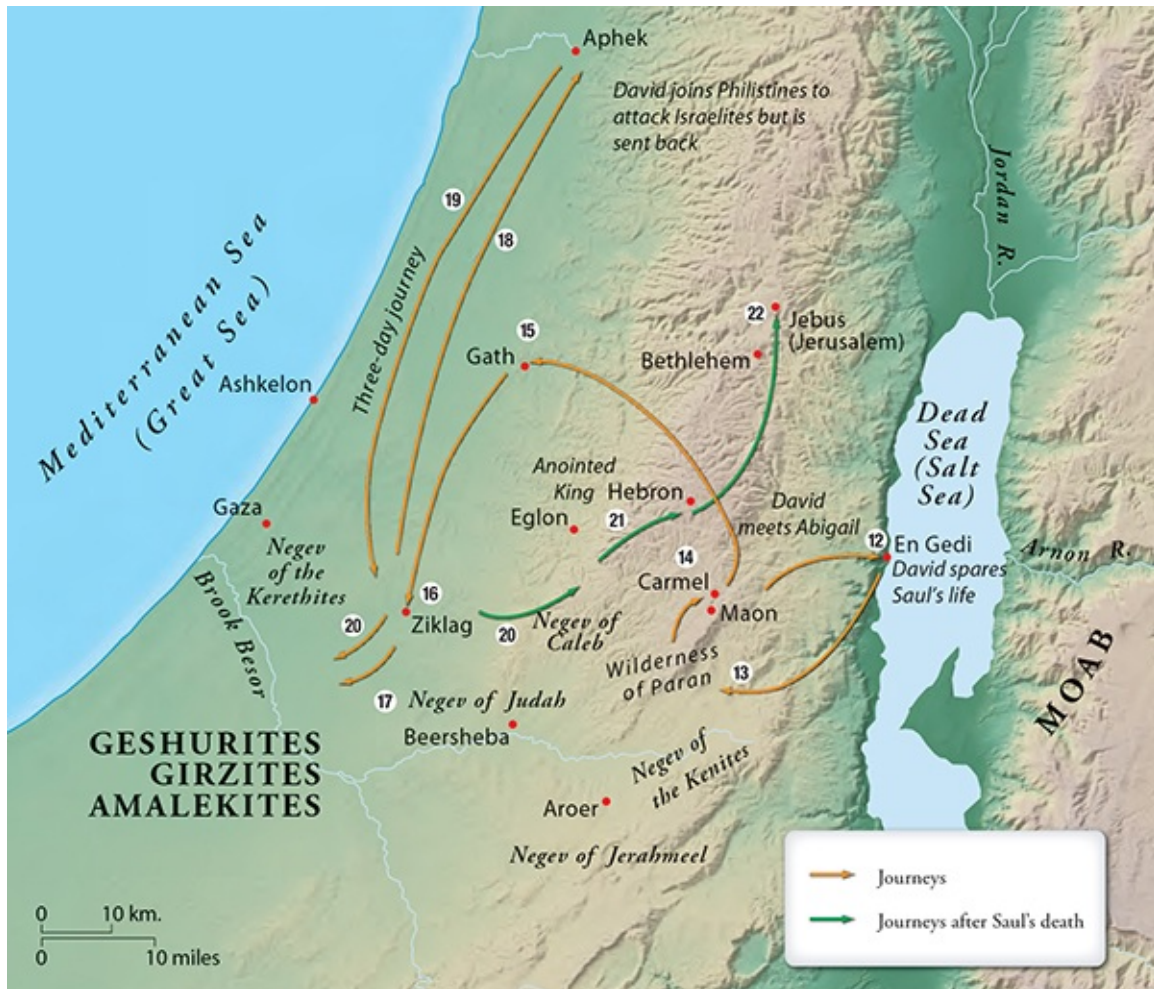 Aphek
David joins Philistines to
attack Israelites but is
sent back
Jordan R.
19
18
Three-day journey
Mediterranean Sea
(Great Sea)
22
Jebus
(Jerusalem)
15
Gath
Bethlehem
Ashkelon
Dead
Sea
(Salt
Sea)
Anointed
King
Hebron
21
Eglon
David
meets Abigail
Gaza
12
En Gedi
David spares
Saul's life
Arnon R.
Negev
of the
Kerethites
14
Carmel
Maon
16
Ziklag
20
20
Negev of
Caleb
Brook Besor
Wilderness
of Paran
13
MOAB
17
Negev of Judah
Beersheba
GESHURITES
GIRZITES
AMALEKITES
Negev of
the Kenites
Aroer
Negev of Jerahmeel
Journeys
Journeys after Saul's death
0 10 km.
0 10 miles